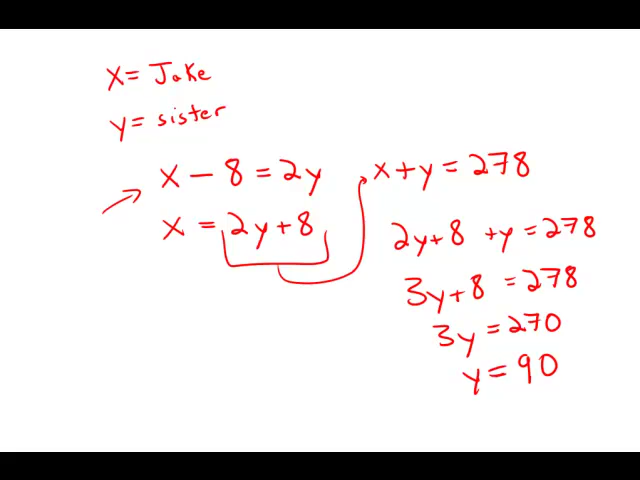 x = Jake
y = sister
x - 8 = 2y
x = 2y + 8
x + y = 278
2y + 8 + y = 278
3y + 8 = 278
3y = 270
y = 90